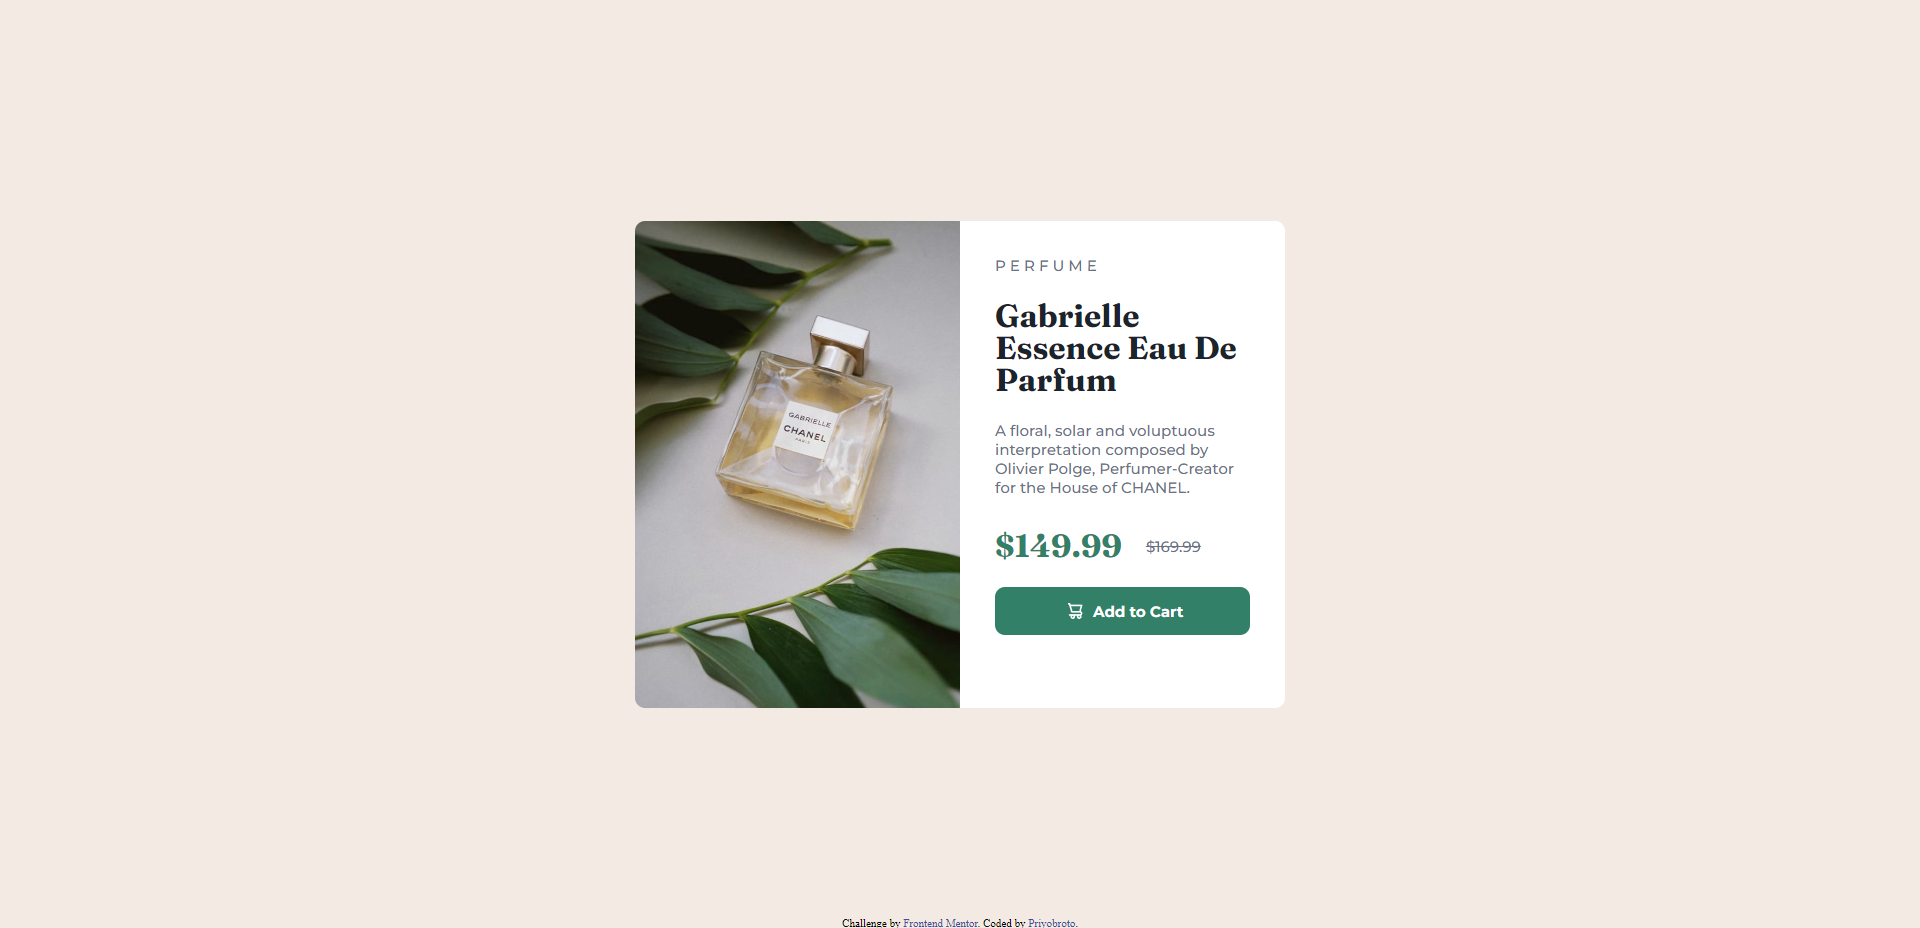 GABRIELLE
CHANEL
PARIS
PERFUME
Gabrielle
Essence Eau De
Parfum
A floral, solar and voluptuous
interpretation composed by
Olivier Polge, Perfumer-Creator
for the House of CHANEL.
$149.99 $169.99
Add to Cart
Challenge by Frontend Mentor. Coded by Priyobroto.